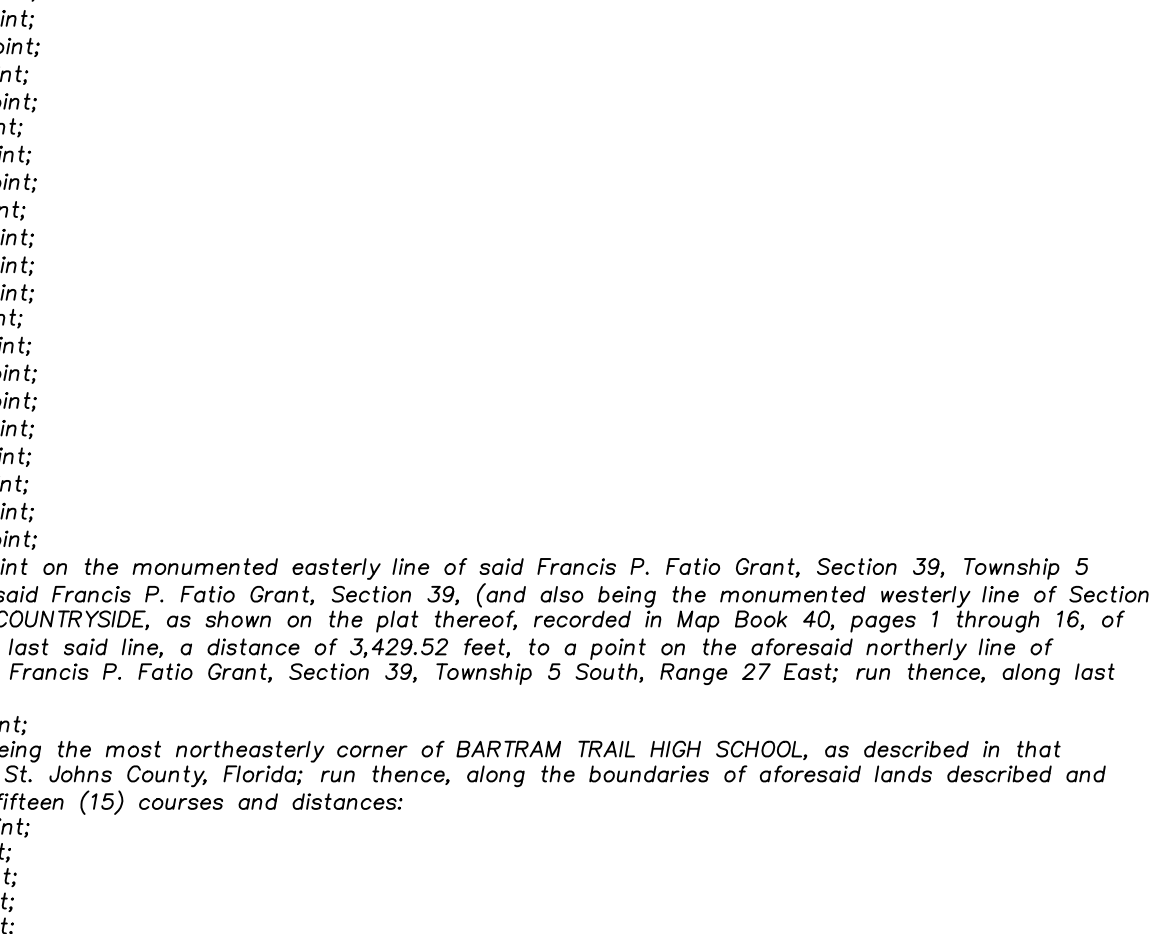 int;
oint;
nt;
oint;
nt;
int;
oint;
nt;
int;
int;
int;
nt;
int;
oint;
oint;
int;
int;
nt;
int;
oint;
int on the monumented easterly line of said Francis P. Fatio Grant, Section 39, Township 5
said Francis P. Fatio Grant, Section 39, (and also being the monumented westerly line of Section
COUNTRYSIDE, as shown on the plat thereof, recorded in Map Book 40, pages 1 through 16, of
last said line, a distance of 3,429.52 feet, to a point on the aforesaid northerly line of
Francis P. Fatio Grant, Section 39, Township 5 South, Range 27 East; run thence, along last
nt;
eing the most northeasterly corner of BARTRAM TRAIL HIGH SCHOOL, as described in that
St. Johns County, Florida; run thence, along the boundaries of aforesaid lands described and
fifteen (15) courses and distances:
int;
t;
t;
t;
t;